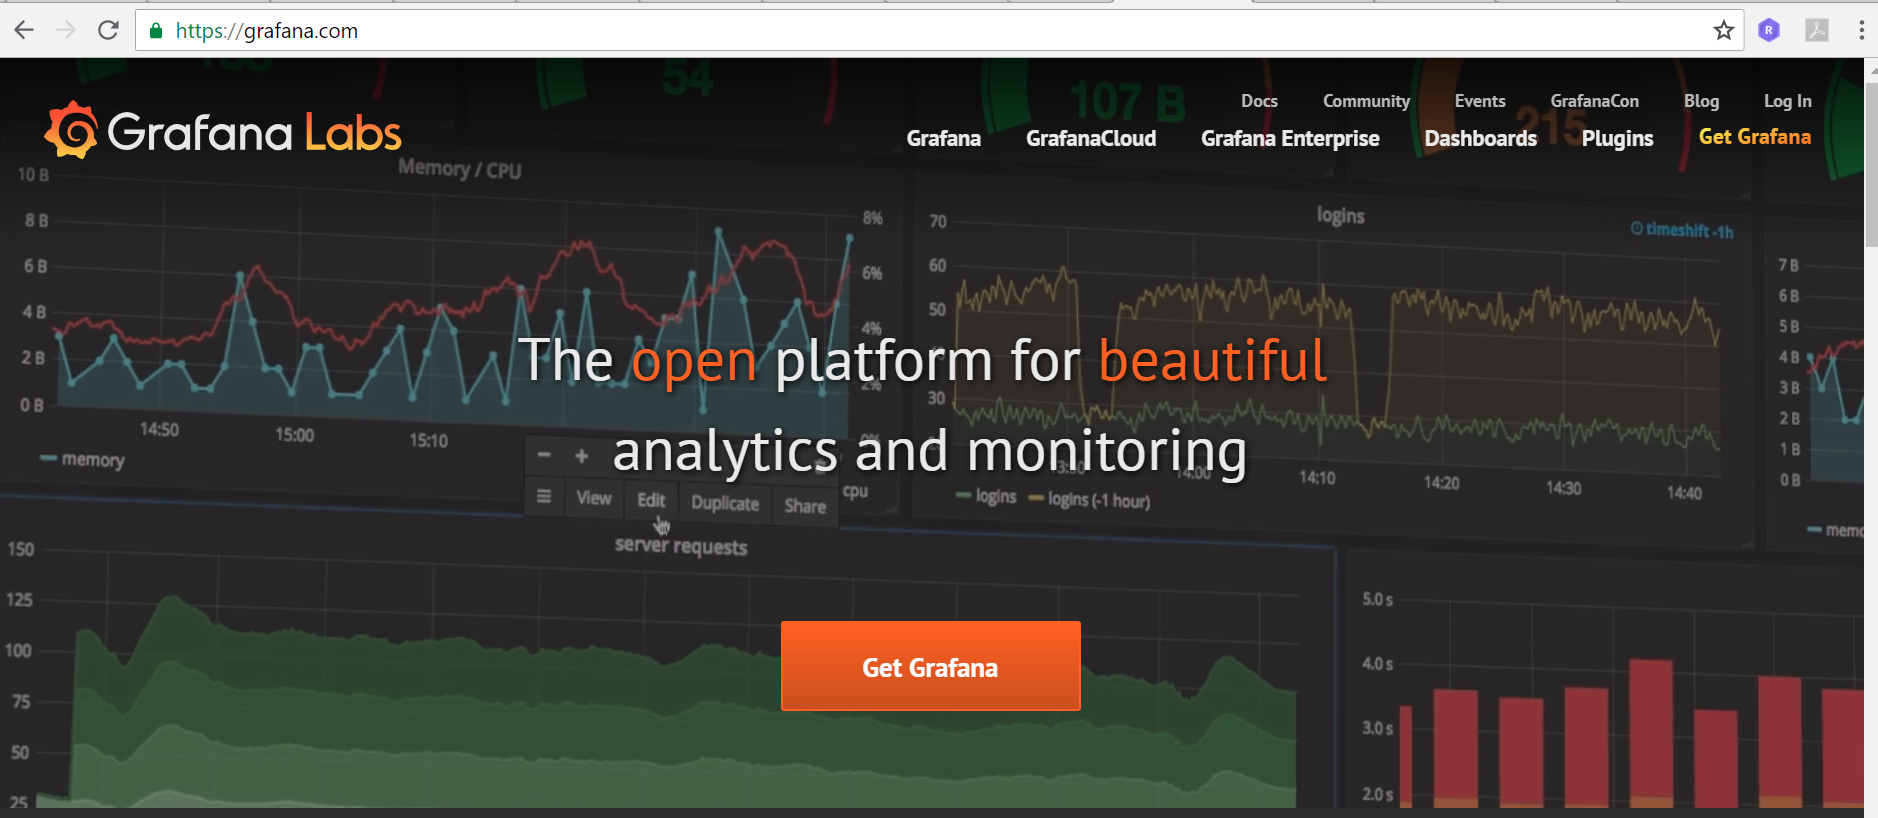 https://grafana.com
54
107 B
215
Docs Community Events GrafanaCon Blog Log In
Grafana Labs
Grafana GrafanaCloud Grafana Enterprise Dashboards Plugins Get Grafana
Memory / CPU
10 B
8 B
6 B
4 B
2 B
0 B
8%
6%
4%
2%
0%
14:50 15:00 15:10
memory
cpu
logins
timeshift -1h
70
60
50
30
14:00 14:10 14:20 14:30 14:40
logins logins (-1 hour)
7 B
6 B
5 B
4 B
3 B
2 B
1 B
0 B
memo
The open platform for beautiful
analytics and monitoring
View Edit Duplicate Share
server requests
150
125
100
75
50
25
Get Grafana
5.0 s
4.0 s
3.0 s
2.0 s